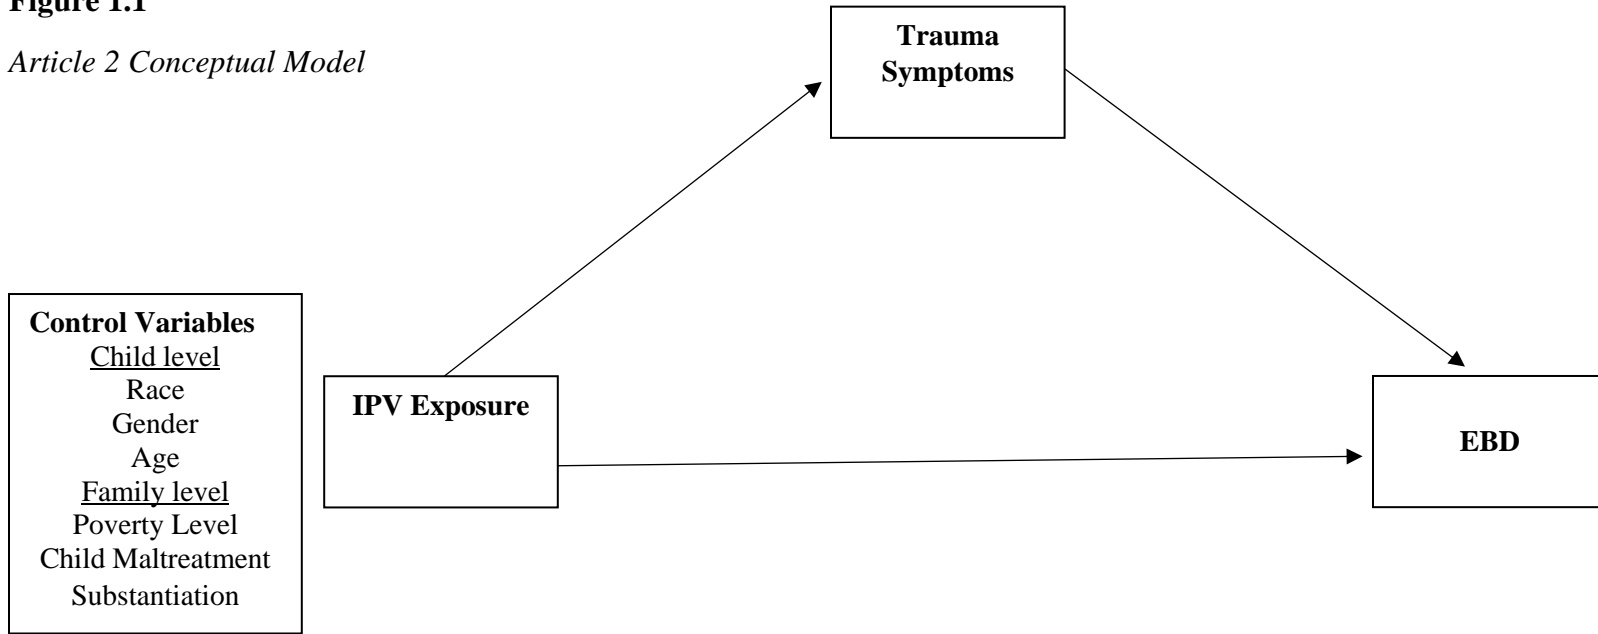 Figure 1.1
Article 2 Conceptual Model
Trauma
Symptoms
Control Variables
Child level
Race
Gender
Age
Family level
Poverty Level
Child Maltreatment
Substantiation
IPV Exposure
EBD